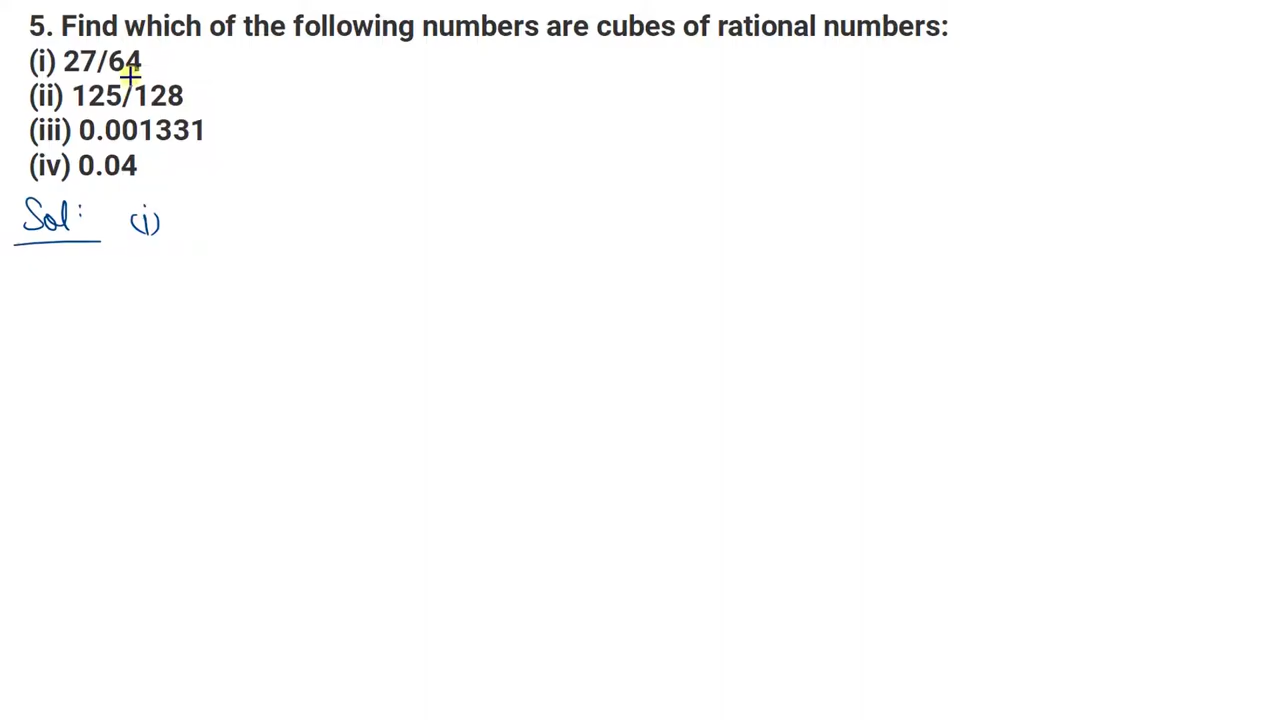 5. Find which of the following numbers are cubes of rational numbers:
(i) 27/64
(ii) 125/128
(iii) 0.001331
(iv) 0.04
Sol: (i)